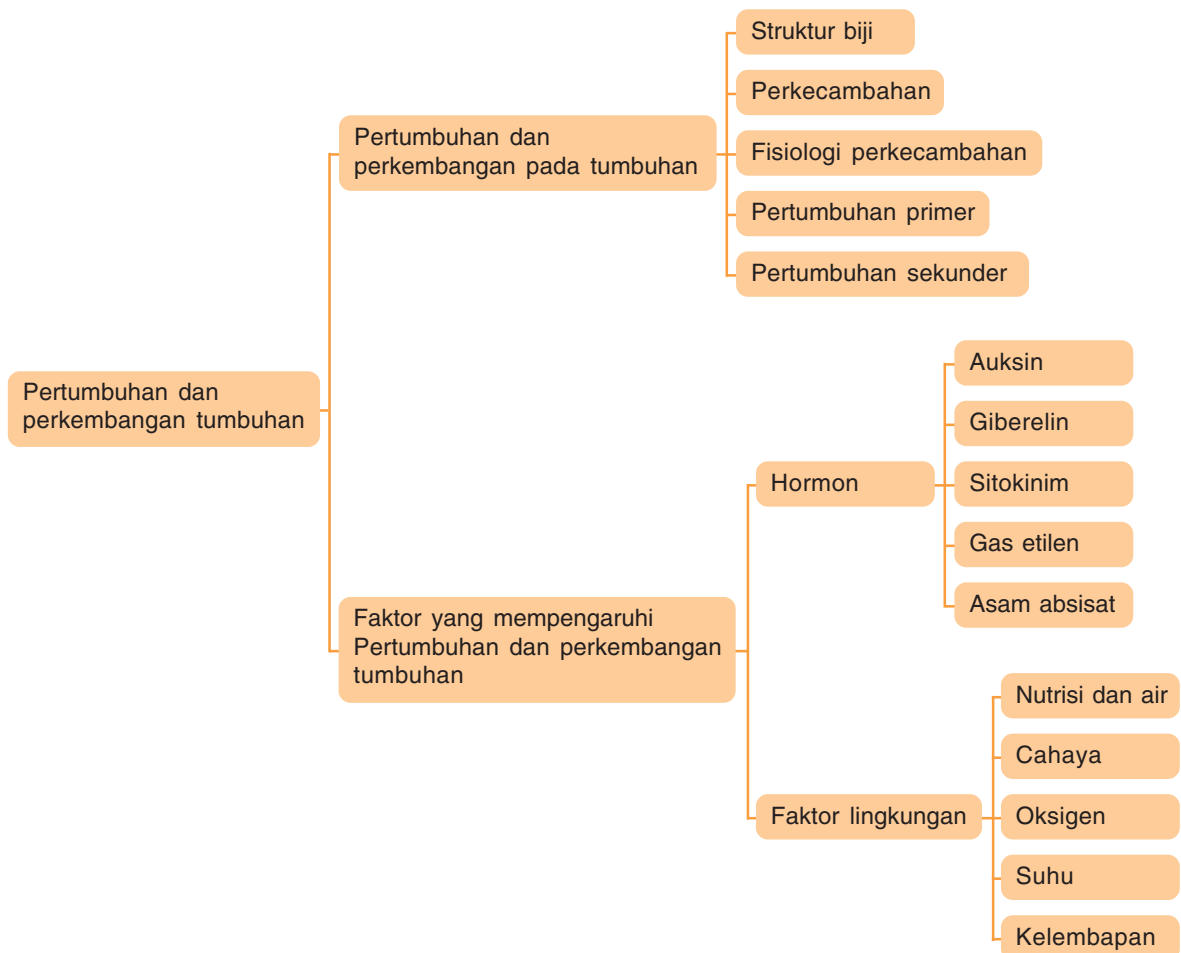 Struktur biji
Perkecambahan
Pertumbuhan dan
perkembangan pada tumbuhan
Fisiologi perkecambahan
Pertumbuhan primer
Pertumbuhan sekunder
Pertumbuhan dan
perkembangan tumbuhan
Auksin
Giberelin
Hormon
Sitokinim
Gas etilen
Asam absisat
Faktor yang mempengaruhi
Pertumbuhan dan perkembangan
tumbuhan
Nutrisi dan air
Cahaya
Faktor lingkungan
Oksigen
Suhu
Kelembapan